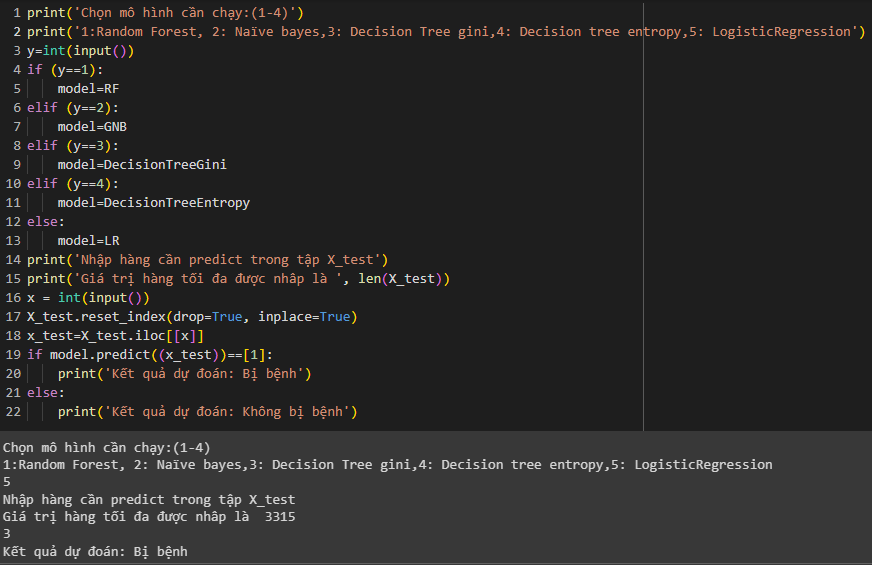 1 print('Chọn mô hình cần chạy:(1-4)')
2 print('1:Random Forest, 2: Naïve bayes,3: Decision Tree gini,4: Decision tree entropy,5: LogisticRegression')
3 y=int(input())
4 if (y==1):
5     model=RF
6 elif (y==2):
7     model=GNB
8 elif (y==3):
9     model=DecisionTreeGini
10 elif (y==4):
11     model=DecisionTreeEntropy
12 else:
13     model=LR
14 print('Nhập hàng cần predict trong tập X_test')
15 print('Giá trị hàng tối đa được nhâp là ', len(X_test))
16 x = int(input())
17 X_test.reset_index(drop=True, inplace=True)
18 x_test=X_test.iloc[[x]]
19 if model.predict((x_test))==[1]:
20     print('Kết quả dự đoán: Bị bệnh')
21 else:
22     print('Kết quả dự đoán: Không bị bệnh')
Chọn mô hình cần chạy:(1-4)
1:Random Forest, 2: Naïve bayes,3: Decision Tree gini,4: Decision tree entropy,5: LogisticRegression
5
Nhập hàng cần predict trong tập X_test
Giá trị hàng tối đa được nhâp là  3315
3
Kết quả dự đoán: Bị bệnh